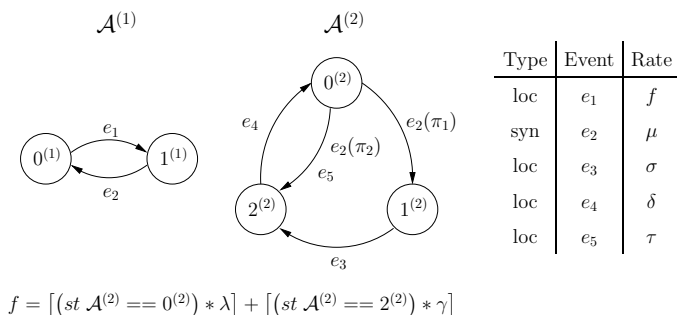 𝒜⁽¹⁾
𝒜⁽²⁾
0⁽¹⁾
e₁
1⁽¹⁾
e₂
0⁽²⁾
e₄
e₂(π₁)
e₂(π₂)
e₅
2⁽²⁾
1⁽²⁾
e₃
Type Event Rate
loc e₁ f
syn e₂ μ
loc e₃ σ
loc e₄ δ
loc e₅ τ
f = ⌈(st 𝒜⁽²⁾ == 0⁽²⁾) * λ⌉ + ⌈(st 𝒜⁽²⁾ == 2⁽²⁾) * γ⌉